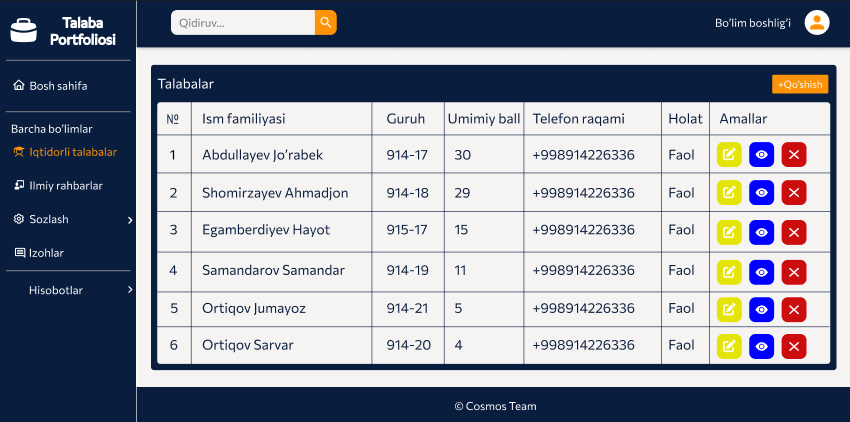 Talaba
Portfoliosi
Qidiruv...
Bo'lim boshlig'i
Bosh sahifa
Barcha bo'limlar
Iqtidorli talabalar
Ilmiy rahbarlar
Sozlash
Izohlar
Hisobotlar
Talabalar
+Qo'shish
№ Ism familiyasi Guruh Umimiy ball Telefon raqami Holat Amallar
1 Abdullayev Jo'rabek 914-17 30 +998914226336 Faol
2 Shomirzayev Ahmadjon 914-18 29 +998914226336 Faol
3 Egamberdiyev Hayot 915-17 15 +998914226336 Faol
4 Samandarov Samandar 914-19 11 +998914226336 Faol
5 Ortiqov Jumayoz 914-21 5 +998914226336 Faol
6 Ortiqov Sarvar 914-20 4 +998914226336 Faol
© Cosmos Team